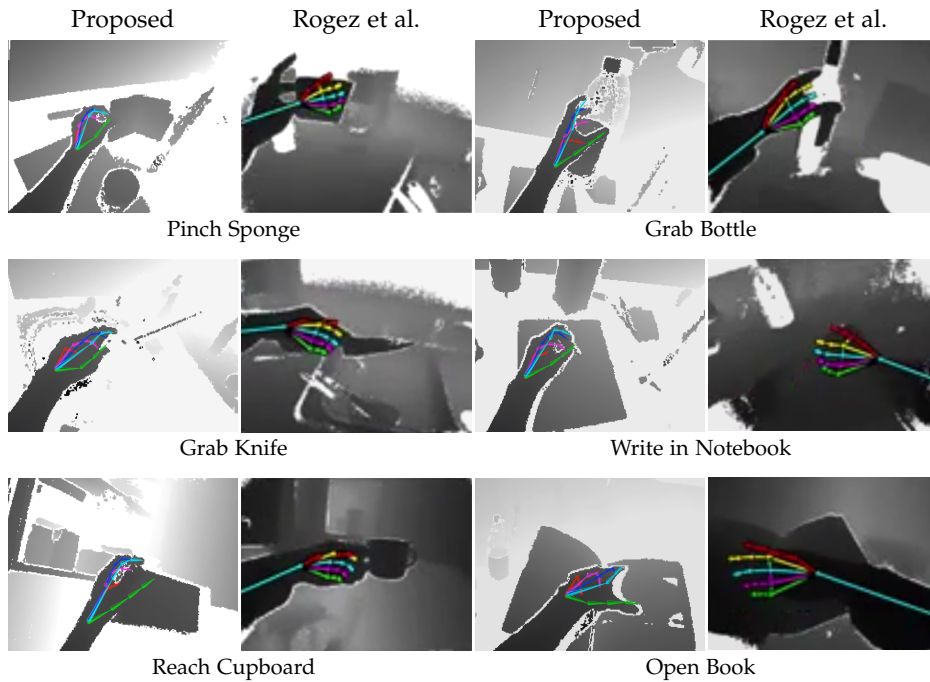 Proposed Rogez et al. Proposed Rogez et al.
Pinch Sponge Grab Bottle
Grab Knife Write in Notebook
Reach Cupboard Open Book